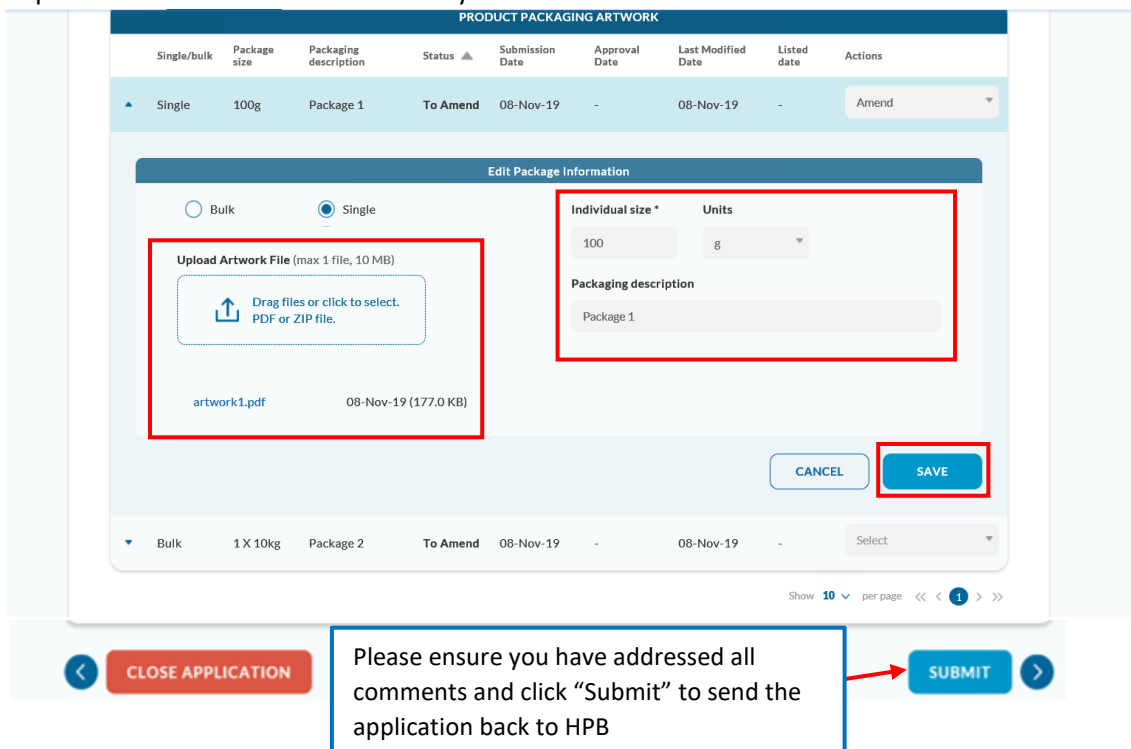 PRODUCT PACKAGING ARTWORK
Single/bulk Package size Packaging description Status Submission Date Approval Date Last Modified Date Listed date Actions
Single 100g Package 1 To Amend 08-Nov-19 - 08-Nov-19 - Amend
Edit Package Information
Bulk Single
Individual size * Units
100 g
Upload Artwork File (max 1 file, 10 MB)
Drag files or click to select.
PDF or ZIP file.
Packaging description
Package 1
artwork1.pdf 08-Nov-19 (177.0 KB)
CANCEL SAVE
Bulk 1 X 10kg Package 2 To Amend 08-Nov-19 - 08-Nov-19 - Select
Show 10 per page << < 1 > >>
< CLOSE APPLICATION
Please ensure you have addressed all
comments and click “Submit” to send the
application back to HPB
SUBMIT >